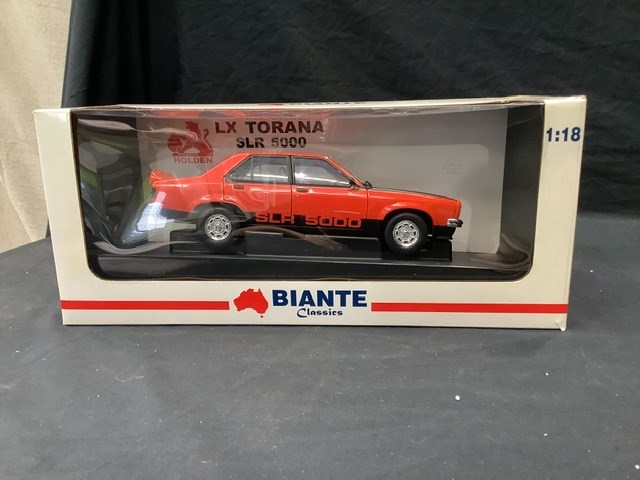 LX TORANA
SLR 5000
HOLDEN
1:18
SLR 5000
BIANTE
Classics